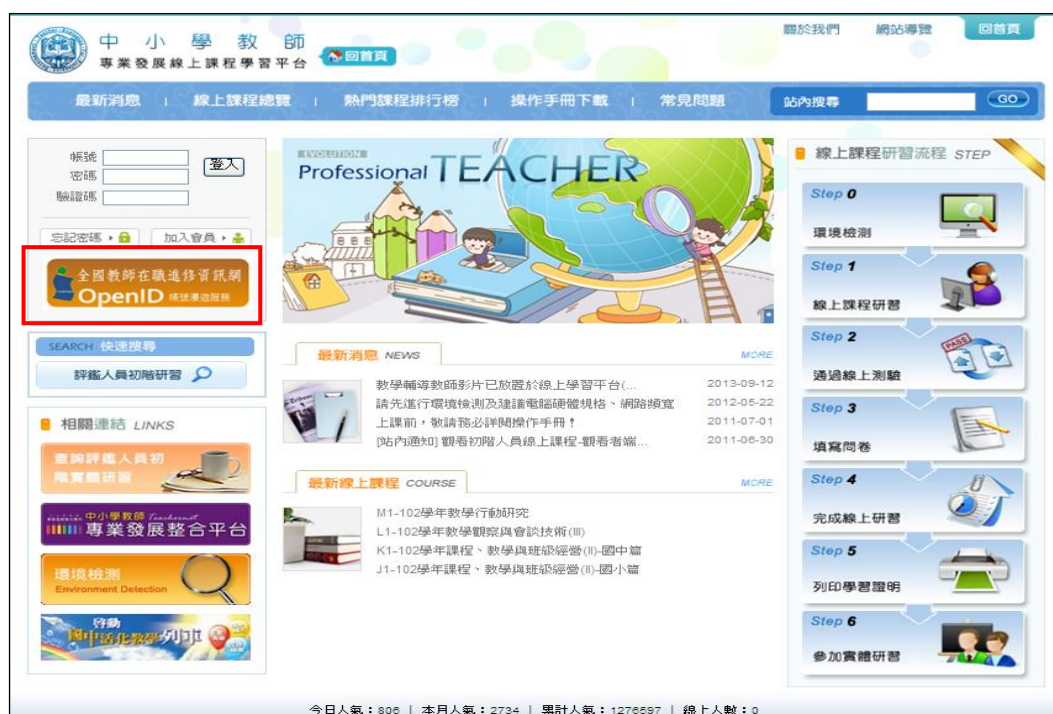 關於我們 網站導覽 回首頁
中 小 學 教 師
專業發展線上課程學習平台 回首頁
最新消息 | 線上課程總覽 | 熱門課程排行榜 | 操作手冊下載 | 常見問題 站內搜尋 GO
帳號
密碼
驗證碼
登入
忘記密碼 加入會員
全國教師在職進修資訊網
OpenID 帳號漫遊服務
SEARCH 快速搜尋
評鑑人員初階研習
相關連結 LINKS
查詢評鑑人員初
階實體研習
中小學教師
專業發展整合平台
環境檢測
Environment Detection
啓動
國中活化教學列車
EVOLUTION
Professional TEACHER
最新消息 NEWS MORE
教學輔導教師影片已放置於線上學習平台(... 2013-09-12
請先進行環境檢測及建議電腦硬體規格、網路頻寬 2012-05-22
上課前，敬請務必詳閱操作手冊！ 2011-07-01
[站內通知] 觀看初階人員線上課程-觀看者端... 2011-06-30
最新線上課程 COURSE MORE
M1-102學年教學行動研究
L1-102學年教學觀察與會談技術(III)
K1-102學年課程、教學與班級經營(II)-國中篇
J1-102學年課程、教學與班級經營(II)-國小篇
線上課程研習流程 STEP
Step 0
環境檢測
Step 1
線上課程研習
Step 2
通過線上測驗
PASS
Step 3
填寫問卷
Step 4
完成線上研習
Step 5
列印學習證明
Step 6
參加實體研習
今日人氣：806 | 本月人氣：2734 | 累計人氣：1276597 | 線上人數：0